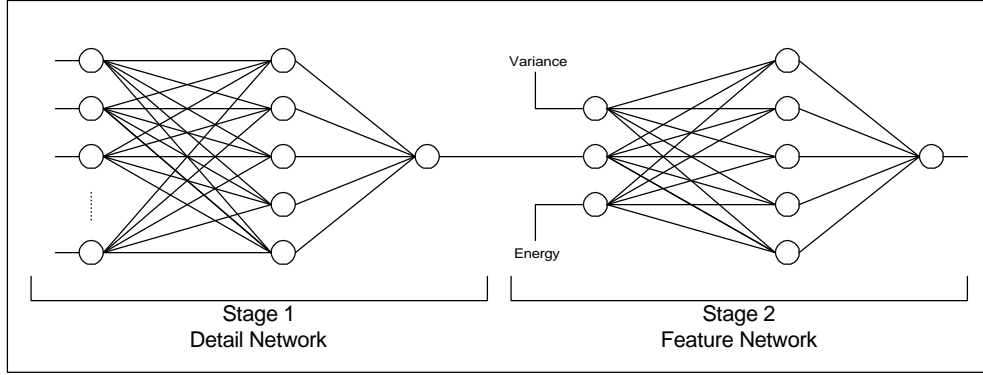 Variance
Energy
Stage 1
Detail Network
Stage 2
Feature Network